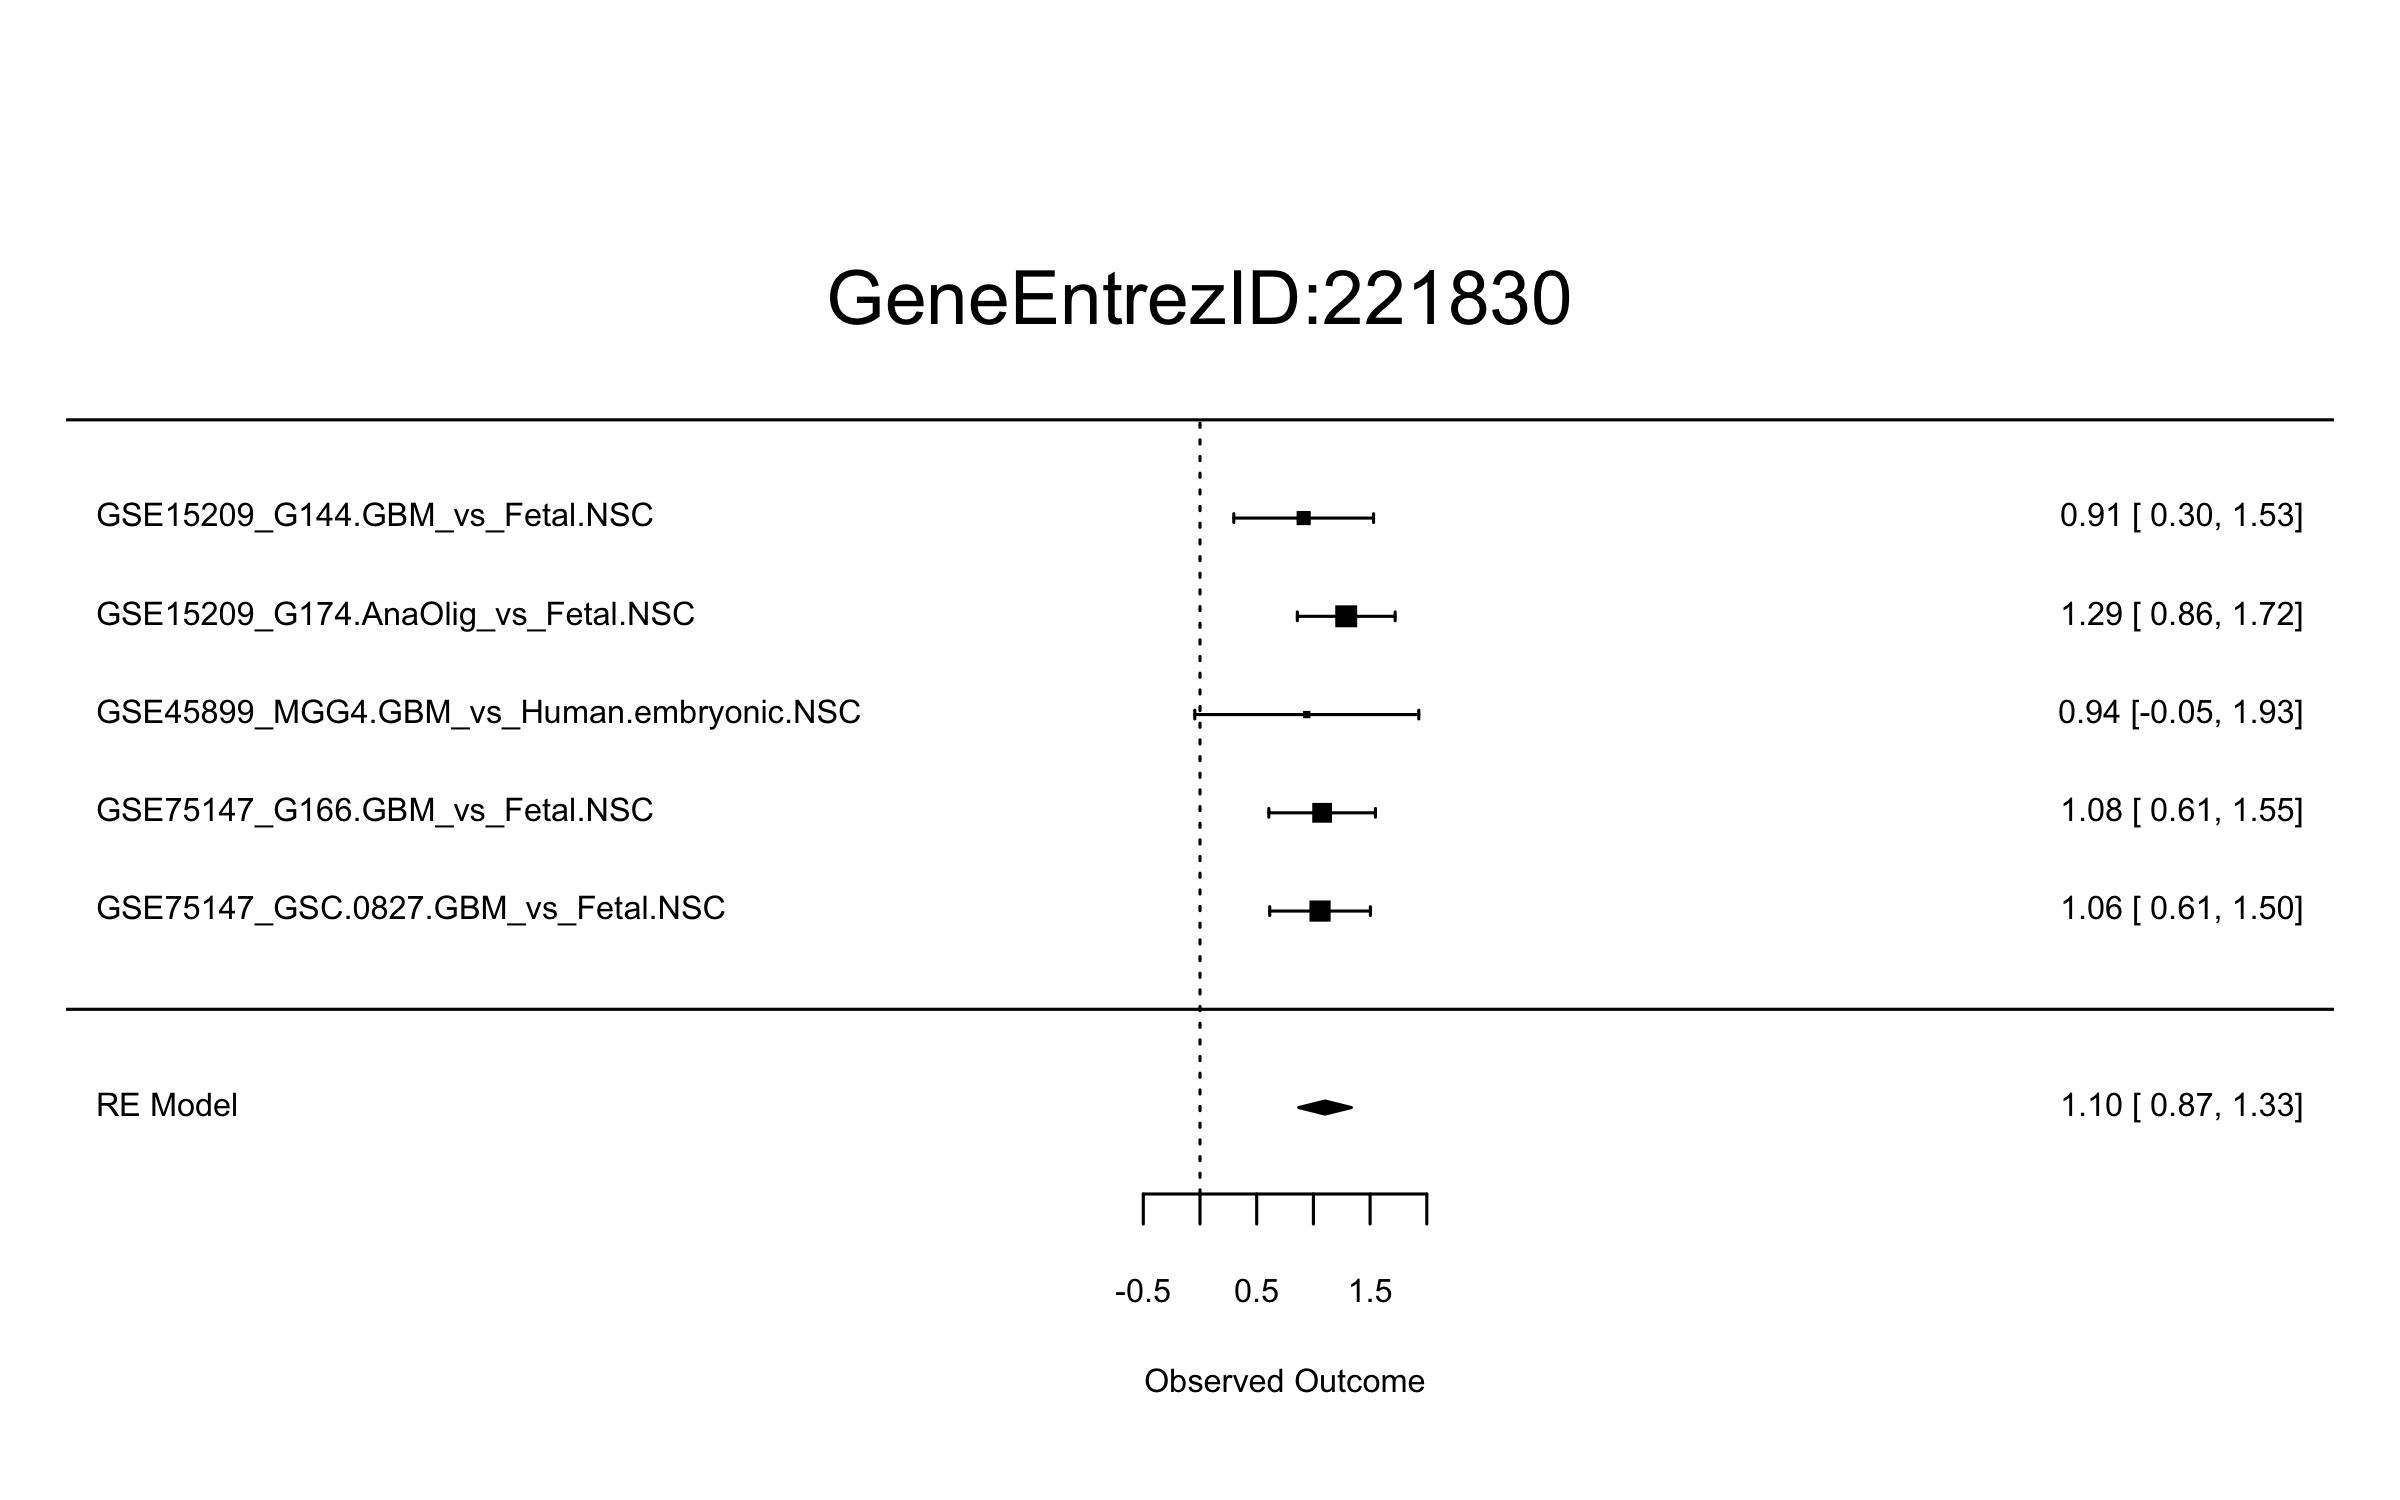 GeneEntrezID:221830
GSE15209_G144.GBM_vs_Fetal.NSC 0.91 [ 0.30, 1.53]
GSE15209_G174.AnaOlig_vs_Fetal.NSC 1.29 [ 0.86, 1.72]
GSE45899_MGG4.GBM_vs_Human.embryonic.NSC 0.94 [-0.05, 1.93]
GSE75147_G166.GBM_vs_Fetal.NSC 1.08 [ 0.61, 1.55]
GSE75147_GSC.0827.GBM_vs_Fetal.NSC 1.06 [ 0.61, 1.50]
RE Model 1.10 [ 0.87, 1.33]
-0.5 0.5 1.5
Observed Outcome